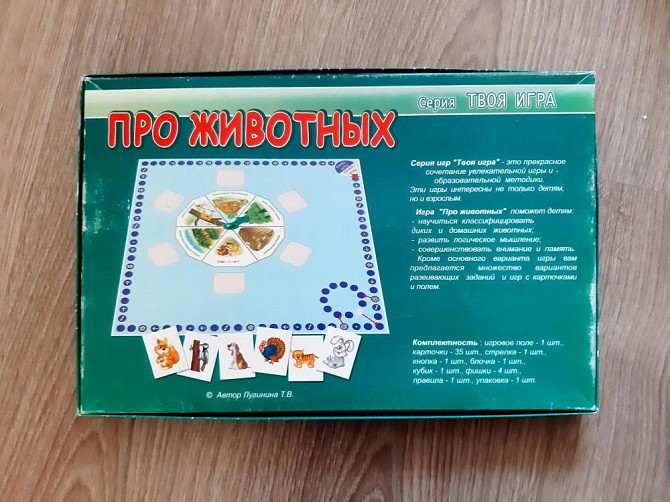 Серия ТВОЯ ИГРА
ПРО ЖИВОТНЫХ
Серия игр "Твоя игра" - это прекрасное
сочетание увлекательной игры и -
образовательной методики.
Эти игры интересны не только детям,
но и взрослым.
Игра "Про животных" поможет детям:
- научиться классифицировать
диких и домашних животных;
- развить логическое мышление;
- совершенствовать внимание и память.
Кроме основного варианта игры вам
предлагается множество вариантов
развивающих заданий и игр с карточками
и полем.
Комплектность : игровое поле - 1 шт.,
карточки - 35 шт., стрелка - 1 шт.,
кнопка - 1 шт., блочка - 1 шт.,
кубик - 1 шт., фишки - 4 шт.,
правила - 1 шт., упаковка - 1 шт.
© Автор Лугинина Т.В.